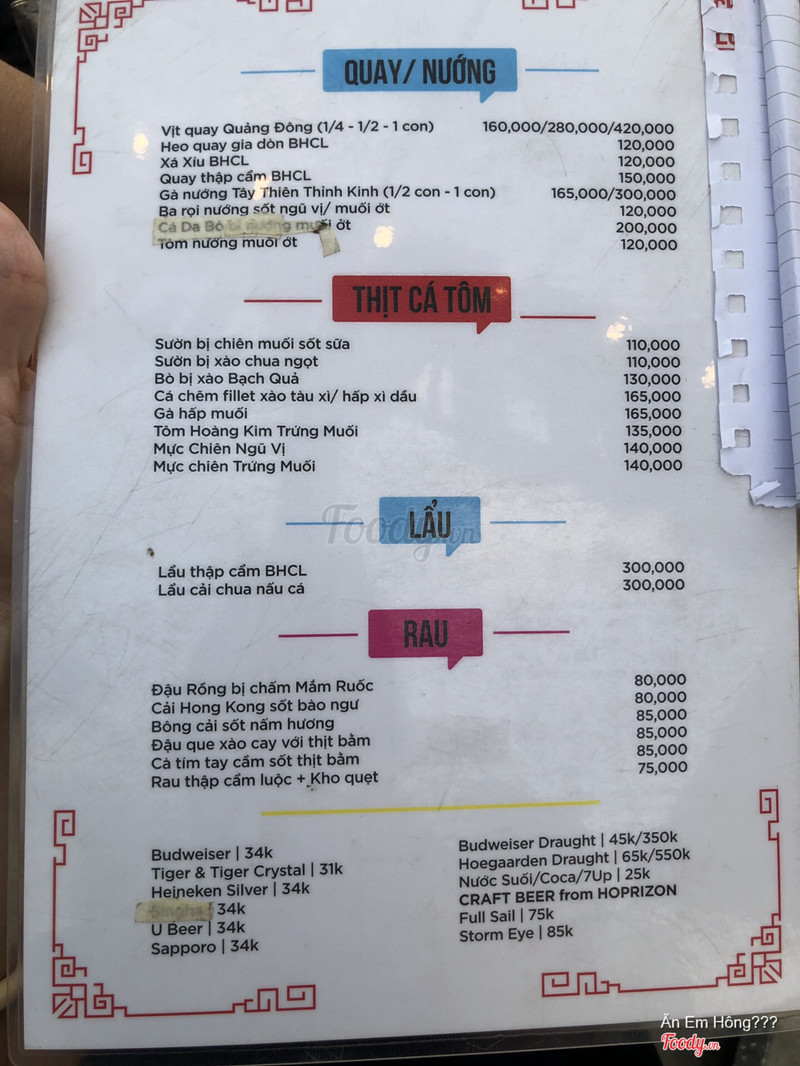 QUAY/ NƯỚNG
Vịt quay Quảng Đông (1/4 - 1/2 - 1 con) 160,000/280,000/420,000
Heo quay gia dòn BHCL 120,000
Xá Xíu BHCL 120,000
Quay thập cẩm BHCL 150,000
Gà nướng Tây Thiên Thỉnh Kinh (1/2 con - 1 con) 165,000/300,000
Ba rọi nướng sốt ngũ vị/ muối ớt 120,000
Cá Da Bò bị nướng muối ớt 200,000
Tôm nướng muối ớt 120,000
THỊT CÁ TÔM
Sườn bị chiên muối sốt sữa 110,000
Sườn bị xào chua ngọt 110,000
Bò bị xào Bạch Quả 130,000
Cá chẽm fillet xào tàu xì/ hấp xì dầu 165,000
Gà hấp muối 165,000
Tôm Hoàng Kim Trứng Muối 135,000
Mực Chiên Ngũ Vị 140,000
Mực chiên Trứng Muối 140,000
LẨU
Foody.vn
Lẩu thập cẩm BHCL 300,000
Lẩu cải chua nấu cá 300,000
RAU
Đậu Rồng bị chấm Mắm Ruốc 80,000
Cải Hong Kong sốt bào ngư 80,000
Bông cải sốt nấm hương 85,000
Đậu que xào cay với thịt bằm 85,000
Cà tím tay cầm sốt thịt bằm 85,000
Rau thập cẩm luộc + Kho quẹt 75,000
Budweiser | 34k
Tiger & Tiger Crystal | 31k
Heineken Silver | 34k
Singha | 34k
U Beer | 34k
Sapporo | 34k
Budweiser Draught | 45k/350k
Hoegaarden Draught | 65k/550k
Nước Suối/Coca/7Up | 25k
CRAFT BEER from HOPRIZON
Full Sail | 75k
Storm Eye | 85k
Ăn Em Hông???
Foody.vn